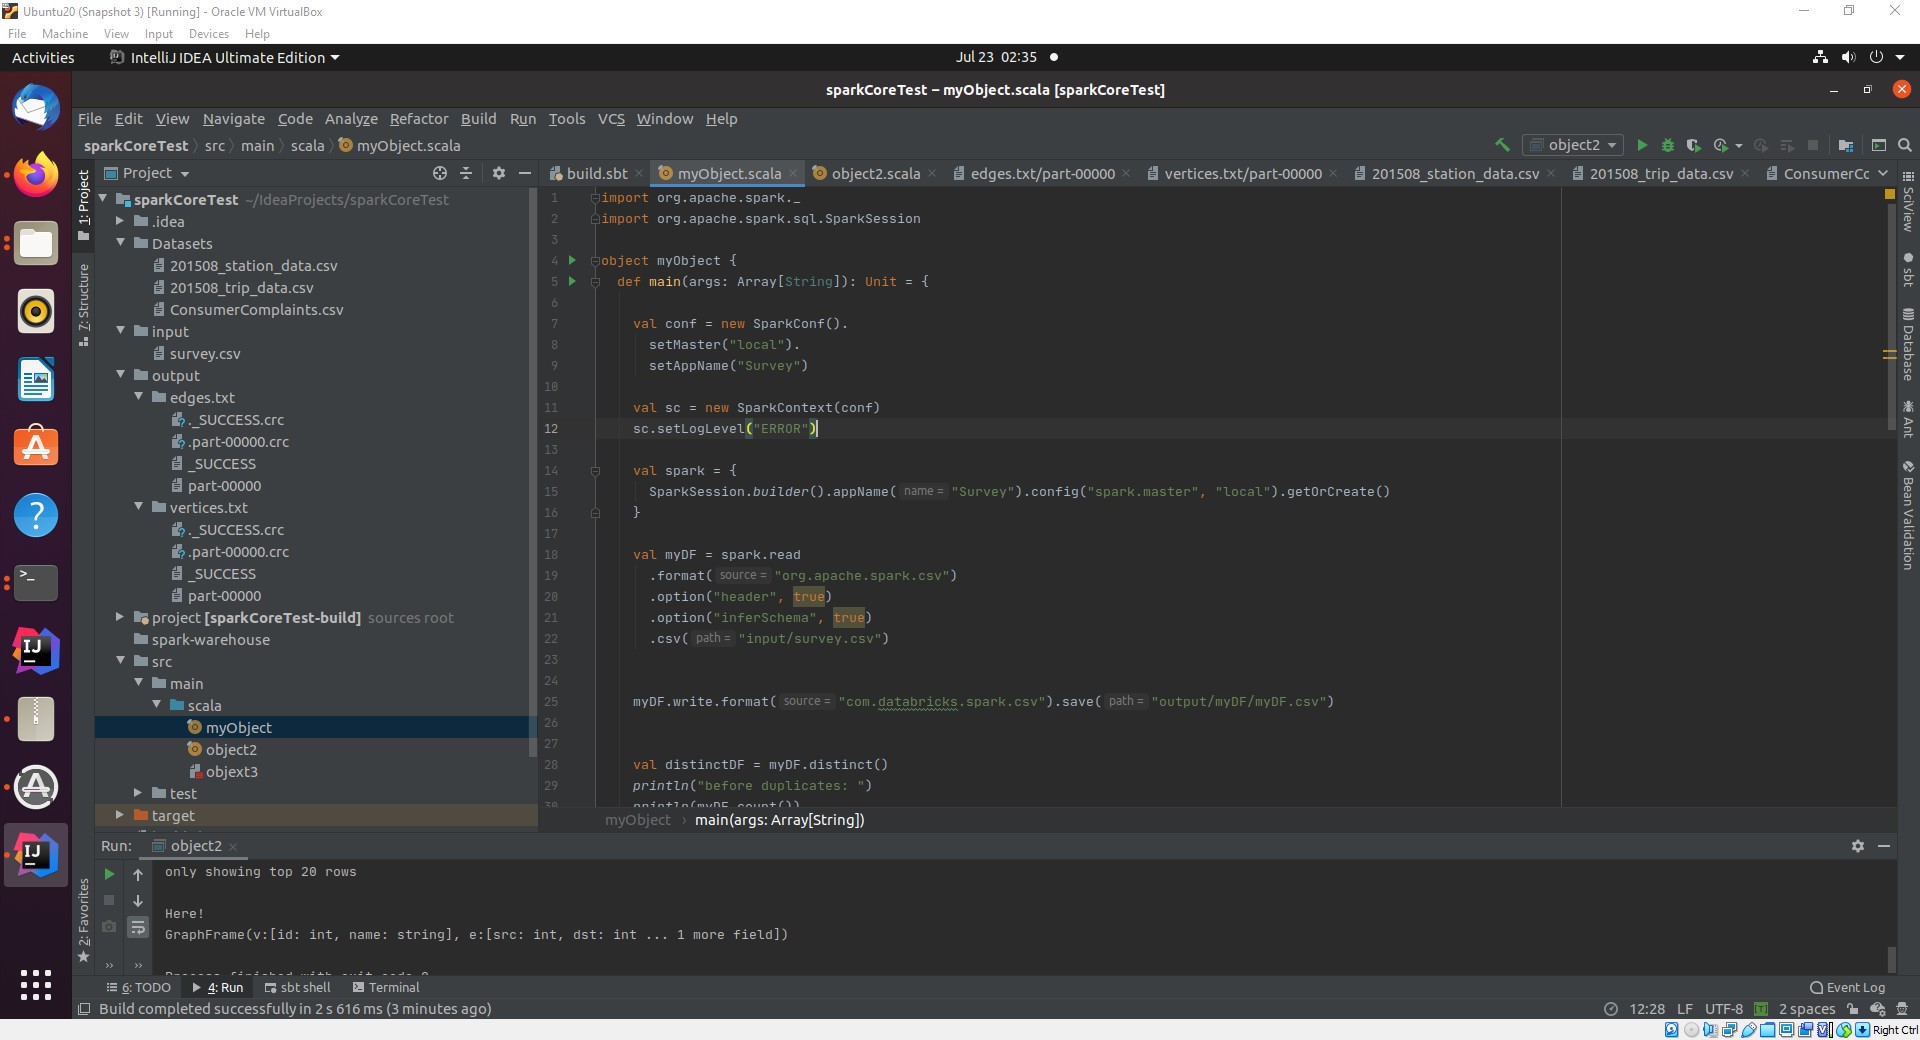 Ubuntu20 (Snapshot 3) [Running] - Oracle VM VirtualBox
File Machine View Input Devices Help
Activities IntelliJ IDEA Ultimate Edition Jul 23 02:35
sparkCoreTest – myObject.scala [sparkCoreTest]
File Edit View Navigate Code Analyze Refactor Build Run Tools VCS Window Help
sparkCoreTest src main scala myObject.scala object2
Project
build.sbt myObject.scala object2.scala edges.txt/part-00000 vertices.txt/part-00000 201508_station_data.csv 201508_trip_data.csv ConsumerCc
1: Project
7: Structure
2: Favorites
sparkCoreTest ~/IdeaProjects/sparkCoreTest
.idea
Datasets
201508_station_data.csv
201508_trip_data.csv
ConsumerComplaints.csv
input
survey.csv
output
edges.txt
._SUCCESS.crc
.part-00000.crc
_SUCCESS
part-00000
vertices.txt
._SUCCESS.crc
.part-00000.crc
_SUCCESS
part-00000
project [sparkCoreTest-build] sources root
spark-warehouse
src
main
scala
myObject
object2
objext3
test
target
1 import org.apache.spark._
2 import org.apache.spark.sql.SparkSession
3
4 object myObject {
5 def main(args: Array[String]): Unit = {
6
7 val conf = new SparkConf().
8 setMaster("local").
9 setAppName("Survey")
10
11 val sc = new SparkContext(conf)
12 sc.setLogLevel("ERROR")
13
14 val spark = {
15 SparkSession.builder().appName( name = "Survey").config("spark.master", "local").getOrCreate()
16 }
17
18 val myDF = spark.read
19 .format( source = "org.apache.spark.csv")
20 .option("header", true)
21 .option("inferSchema", true)
22 .csv( path = "input/survey.csv")
23
24
25 myDF.write.format( source = "com.databricks.spark.csv").save( path = "output/myDF/myDF.csv")
26
27
28 val distinctDF = myDF.distinct()
29 println("before duplicates: ")
30 println(myDF.count())
myObject main(args: Array[String])
SciView
sbt
Database
Ant
Bean Validation
Run: object2
only showing top 20 rows
Here!
GraphFrame(v:[id: int, name: string], e:[src: int, dst: int ... 1 more field])
Process finished with exit code 0
6: TODO 4: Run sbt shell Terminal Event Log
Build completed successfully in 2 s 616 ms (3 minutes ago) 12:28 LF UTF-8 2 spaces
Right Ctrl